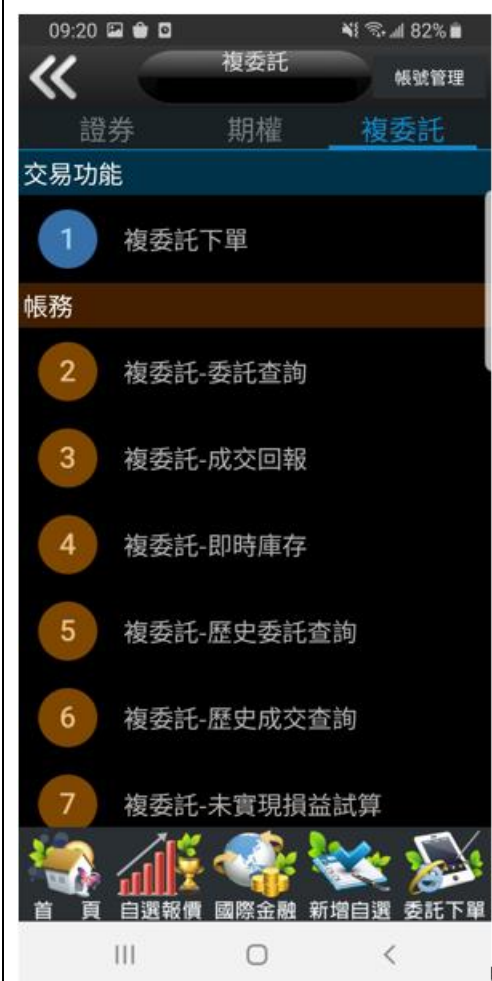 09:20 82%
複委託
帳號管理
證券 期權 複委託
交易功能
1 複委託下單
帳務
2 複委託-委託查詢
3 複委託-成交回報
4 複委託-即時庫存
5 複委託-歷史委託查詢
6 複委託-歷史成交查詢
7 複委託-未實現損益試算
首 頁 自選報價 國際金融 新增自選 委託下單